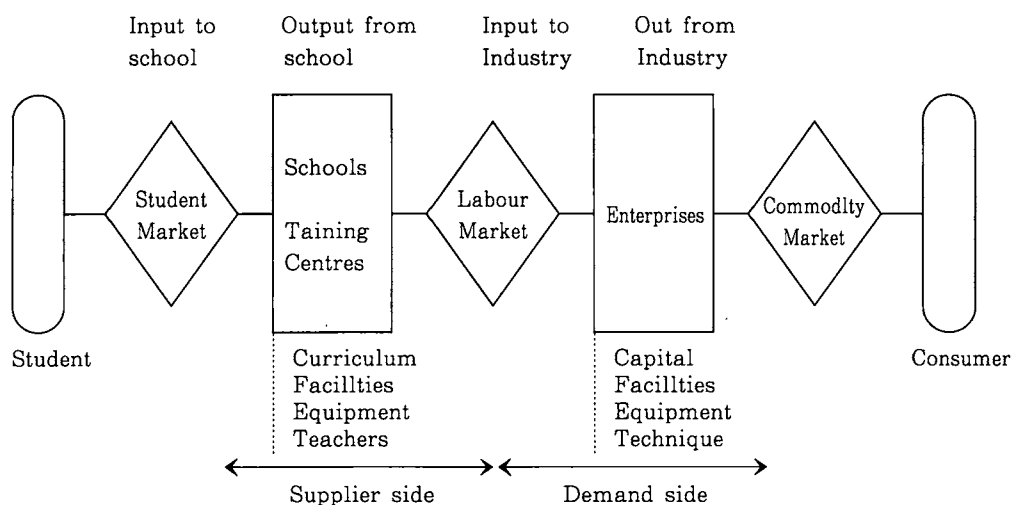 Input to
school
Output from
school
Input to
Industry
Out from
Industry
Student
Market
Schools
Taining
Centres
Labour
Market
Enterprises
Commodlty
Market
Student
Curriculum
Facillties
Equipment
Teachers
Capital
Facillties
Equipment
Technique
Consumer
Supplier side
Demand side